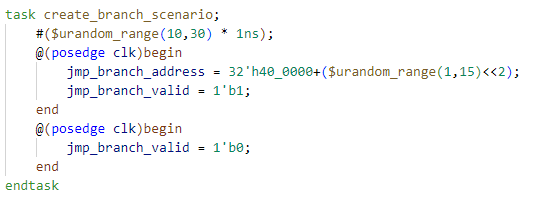 task create_branch_scenario;
    #($urandom_range(10,30) * 1ns);
    @(posedge clk)begin
        jmp_branch_address = 32'h40_0000+($urandom_range(1,15)<<2);
        jmp_branch_valid = 1'b1;
    end
    @(posedge clk)begin
        jmp_branch_valid = 1'b0;
    end
endtask